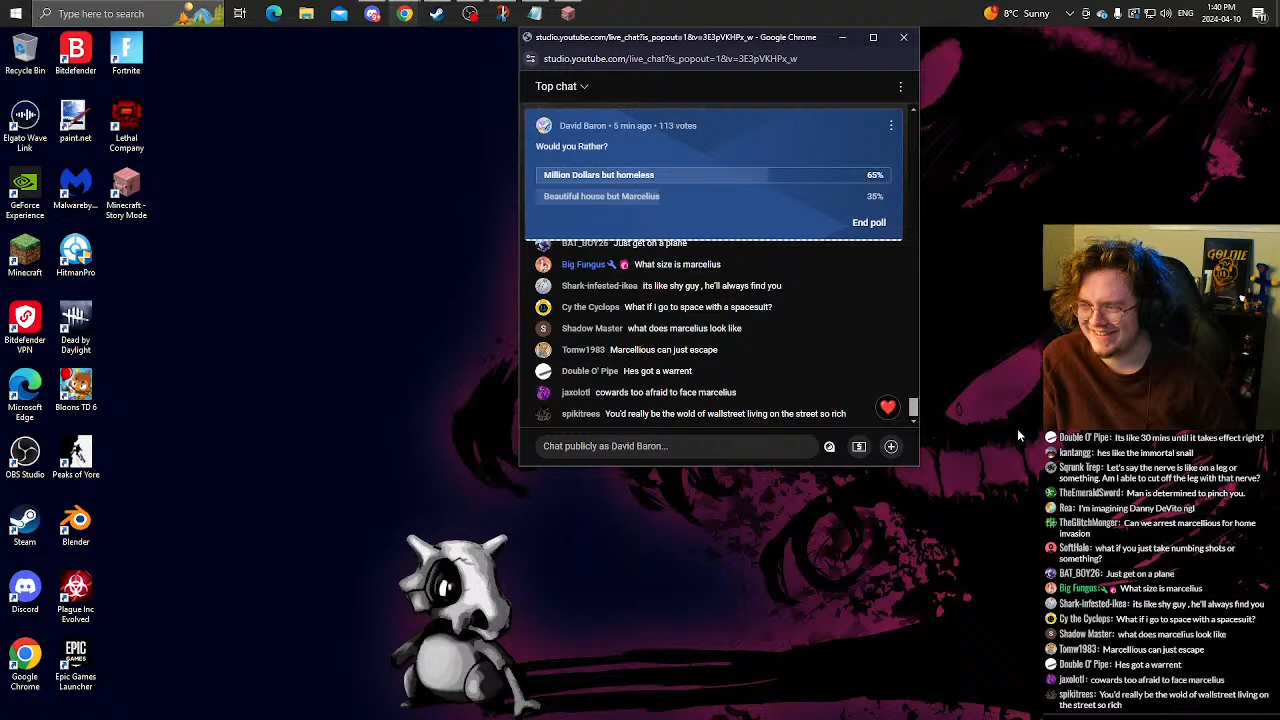 Type here to search
8°C Sunny
ENG
1:40 PM
2024-04-10
Recycle Bin
Bitdefender
Fortnite
Elgato Wave
Link
paint.net
Lethal
Company
GeForce
Experience
Malwareby...
Minecraft -
Story Mode
Minecraft
HitmanPro
Bitdefender
VPN
Dead by
Daylight
Microsoft
Edge
Bloons TD 6
OBS Studio
Peaks of Yore
Steam
Blender
Discord
Plague Inc
Evolved
Google
Chrome
Epic Games
Launcher
studio.youtube.com/live_chat?is_popout=1&v=3E3pVKHPx_w - Google Chrome
studio.youtube.com/live_chat?is_popout=1&v=3E3pVKHPx_w
Top chat
David Baron • 5 min ago • 113 votes
Would you Rather?
Million Dollars but homeless 65%
Beautiful house but Marcelius 35%
End poll
BAT_BOY26 Just get on a plane
Big Fungus What size is marcelius
Shark-infested-ikea its like shy guy, he'll always find you
Cy the Cyclops What if I go to space with a spacesuit?
Shadow Master what does marcelius look like
Tomw1983 Marcellious can just escape
Double O' Pipe Hes got a warrent
jaxolotl cowards too afraid to face marcelius
spikitrees You'd really be the wold of wallstreet living on the street so rich
Chat publicly as David Baron...
GOLDIE
Double O' Pipe: Its like 30 mins until it takes effect right?
kantangg: hes like the immortal snail
Sqrunk Trep: Let's say the nerve is like on a leg or
something. Am I able to cut off the leg with that nerve?
TheEmeraldSword: Man is determined to pinch you.
Rea: I'm imagining Danny DeVito ngl
TheGlitchMonger: Can we arrest marcellious for home
invasion
SoftHalo: what if you just take numbing shots or
something?
BAT_BOY26: Just get on a plane
Big Fungus: What size is marcelius
Shark-Infested-Ikea: its like shy guy , he'll always find you
Cy the Cyclops: What if i go to space with a spacesuit?
Shadow Master: what does marcelius look like
Tomw1983: Marcellious can just escape
Double O' Pipe: Hes got a warrent
jaxolotl: cowards too afraid to face marcelius
spikitrees: You'd really be the wold of wallstreet living on
the street so rich